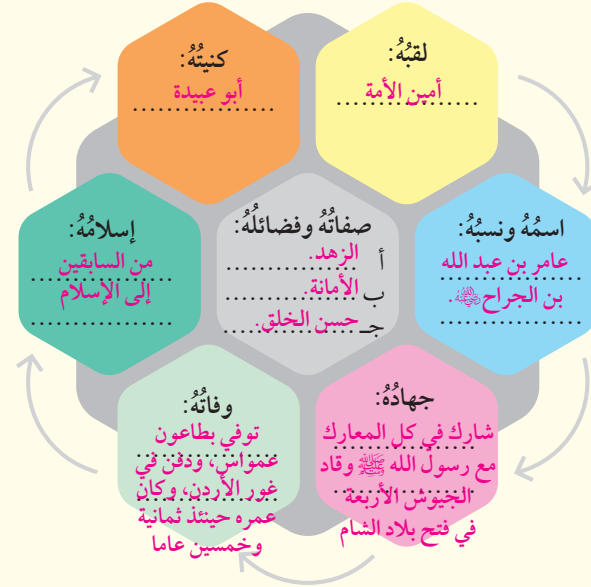 لقبُهُ:
أمين الأمة
كنيتُهُ:
أبو عبيدة
اسمُهُ ونسبُهُ:
عامر بن عبد الله
بن الجراح رضي الله عنه.
صفاتُهُ وفضائلُهُ:
أ الزهد.
ب الأمانة.
جـ حسن الخلق.
إسلامُهُ:
من السابقين
إلى الإسلام
جهادُهُ:
شارك في كل المعارك
مع رسول الله ﷺ وقاد
الجيوش الأربعة
في فتح بلاد الشام
وفاتُهُ:
توفي بطاعون
عمواس، ودفن في
غور الأردن، وكان
عمره حينئذ ثمانية
وخمسين عاما